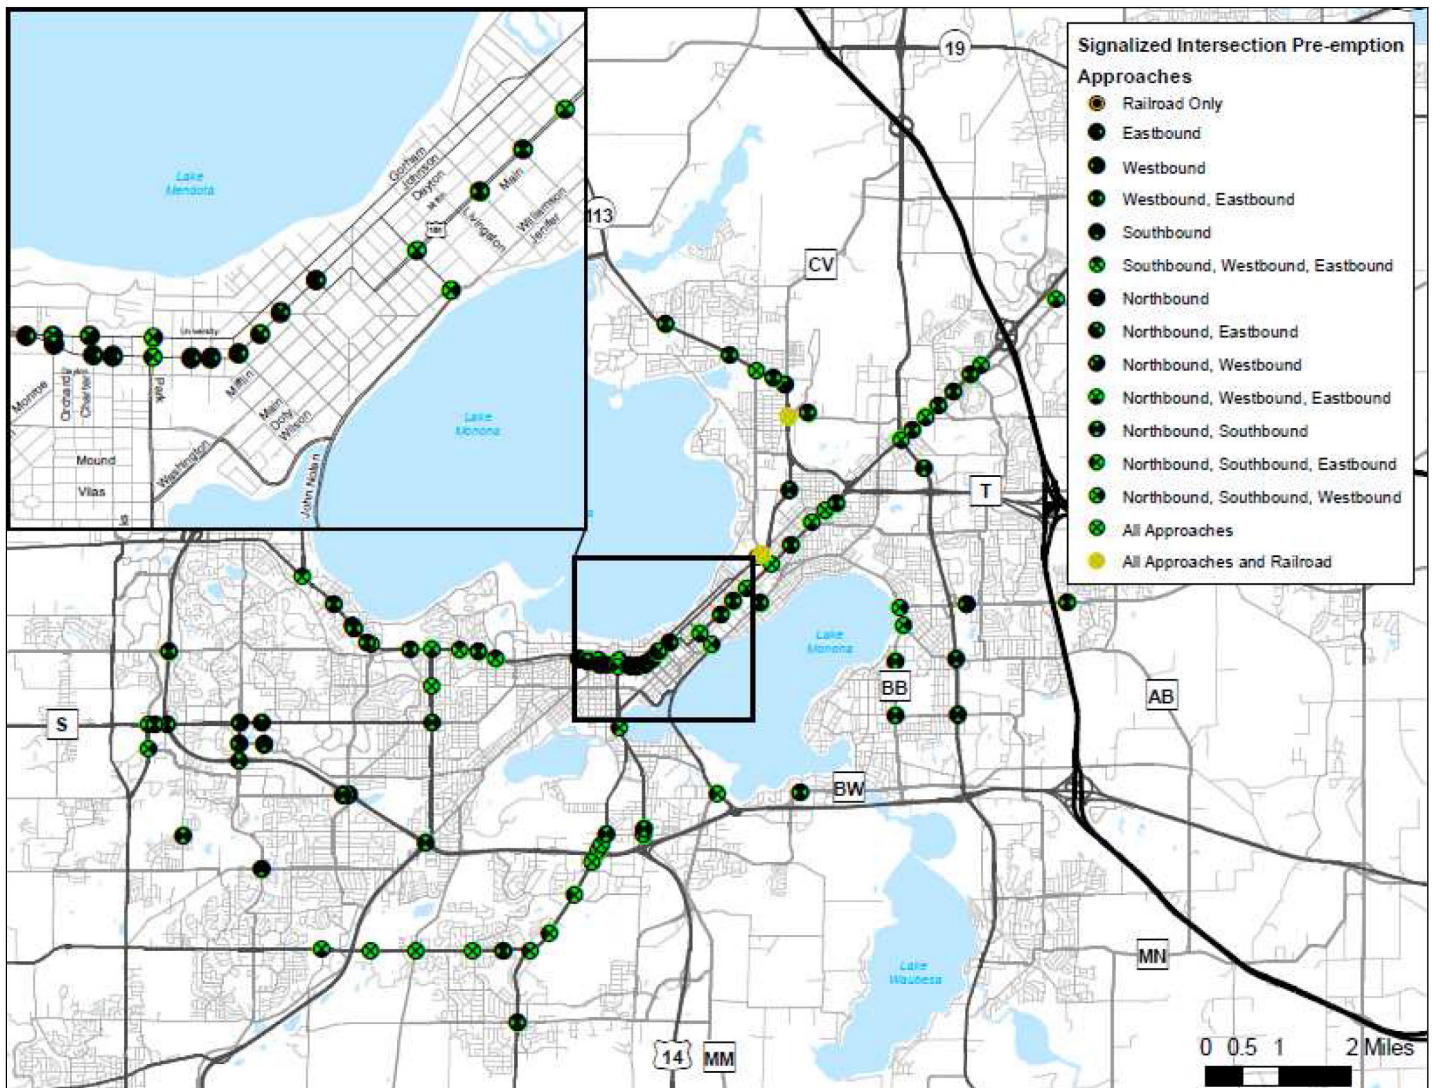 Signalized Intersection Pre-emption
Approaches
Railroad Only
Eastbound
Westbound
Westbound, Eastbound
Southbound
Southbound, Westbound, Eastbound
Northbound
Northbound, Eastbound
Northbound, Westbound
Northbound, Westbound, Eastbound
Northbound, Southbound
Northbound, Southbound, Eastbound
Northbound, Southbound, Westbound
All Approaches
All Approaches and Railroad
Lake
Mendota
Gorham
Johnson
Dayton
Main
Livingston
Williamson
Jenifer
University
Mifflin
Main
Doty
Wilson
Lake
Monona
Monroe
Orchard
Dayton
Charter
Park
Mound
Vilas
Washington
John Nolan
19
113
CV
T
Lake
Monona
BB
AB
S
BW
Lake
Waubesa
MN
14
MM
0 0.5 1 2 Miles